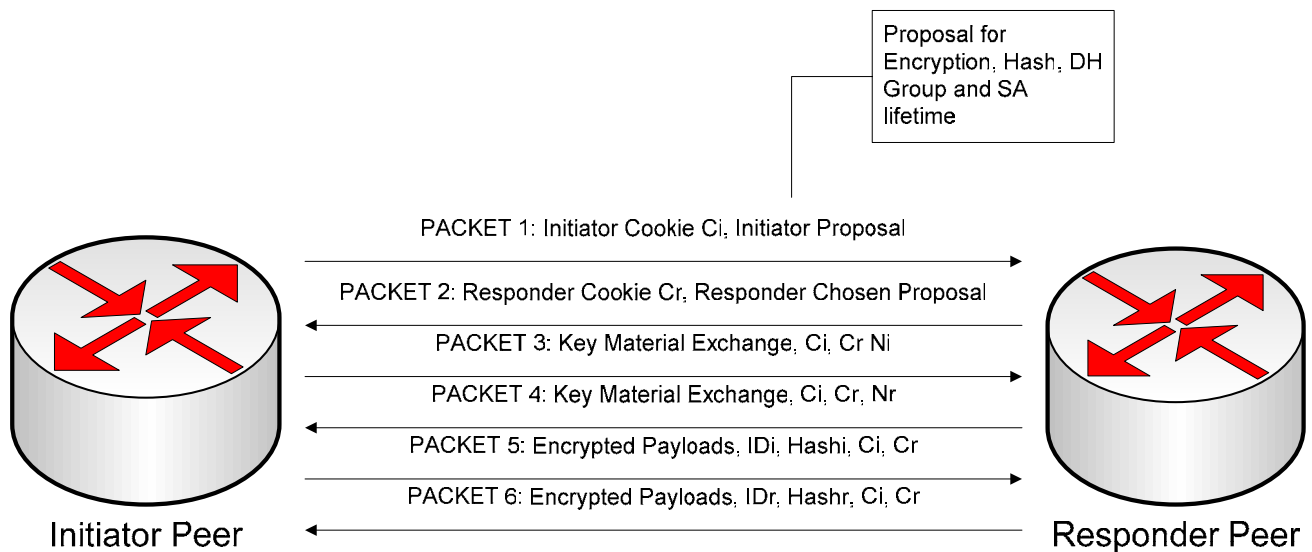 Proposal for
Encryption, Hash, DH
Group and SA
lifetime
PACKET 1: Initiator Cookie Ci, Initiator Proposal
PACKET 2: Responder Cookie Cr, Responder Chosen Proposal
PACKET 3: Key Material Exchange, Ci, Cr Ni
PACKET 4: Key Material Exchange, Ci, Cr, Nr
PACKET 5: Encrypted Payloads, IDi, Hashi, Ci, Cr
PACKET 6: Encrypted Payloads, IDr, Hashr, Ci, Cr
Initiator Peer
Responder Peer